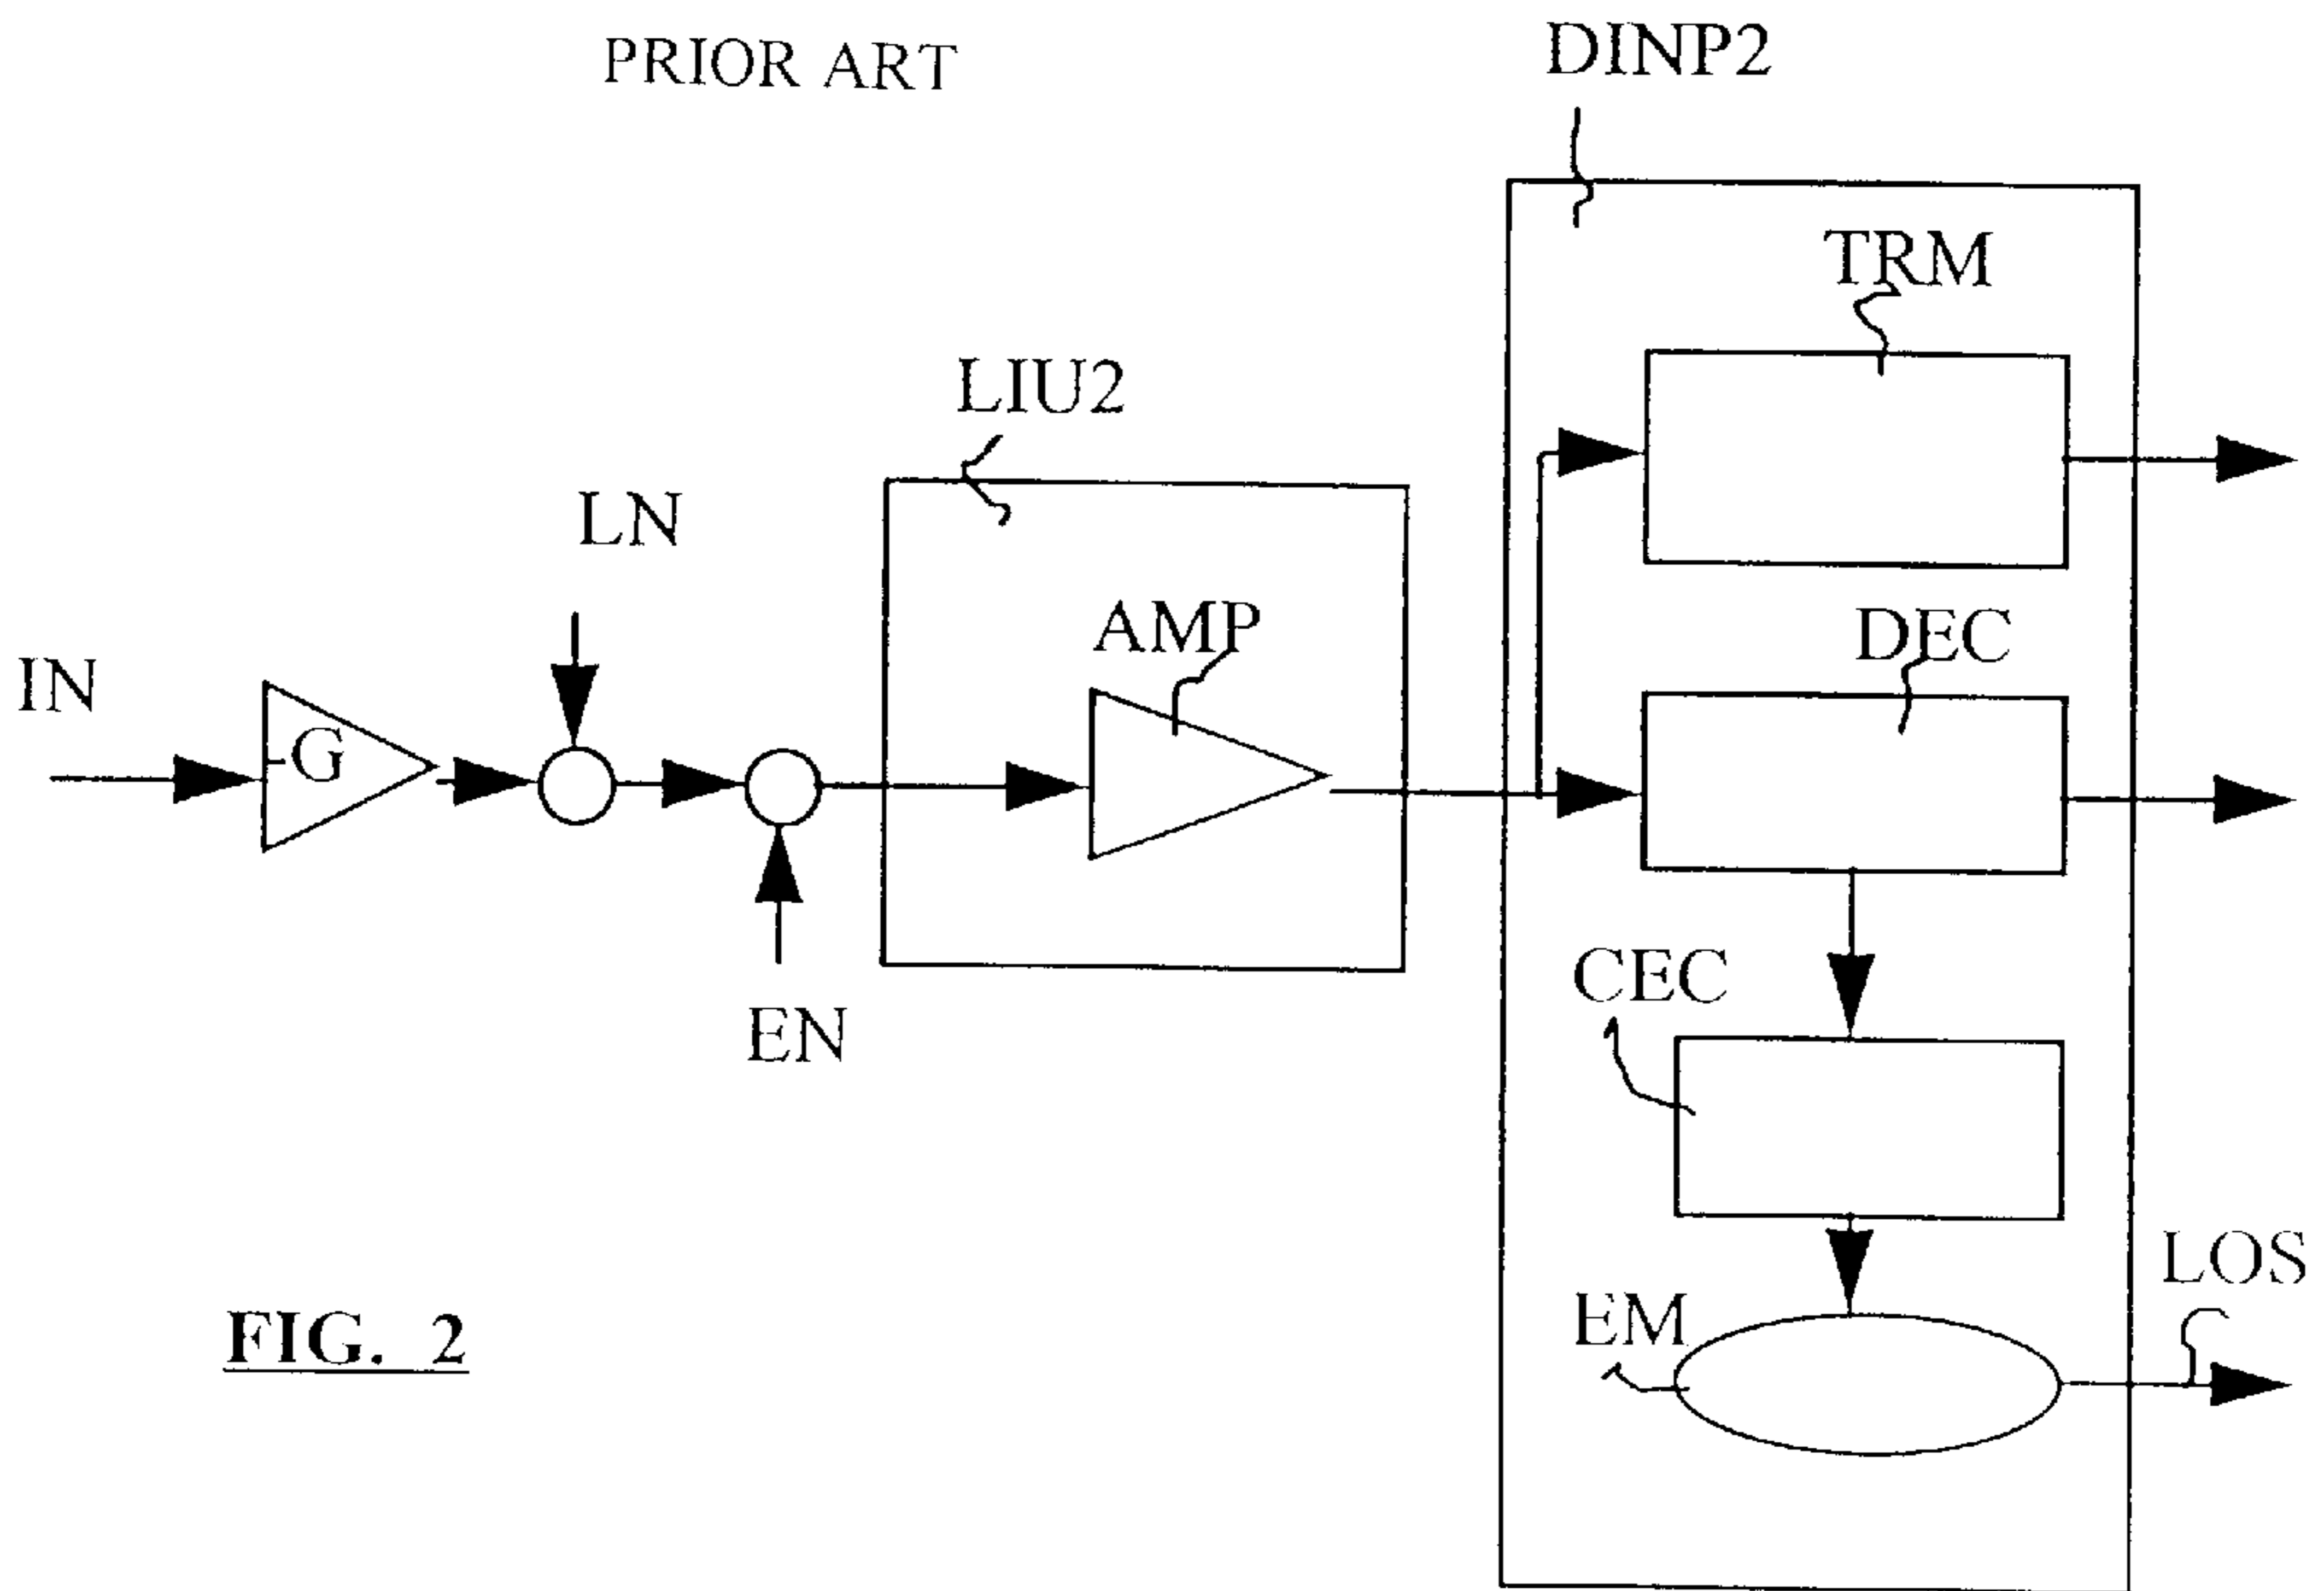 PRIOR ART
DINP2
TRM
LIU2
LN
AMP
DEC
IN
-G
CEC
EN
LOS
EM
FIG. 2